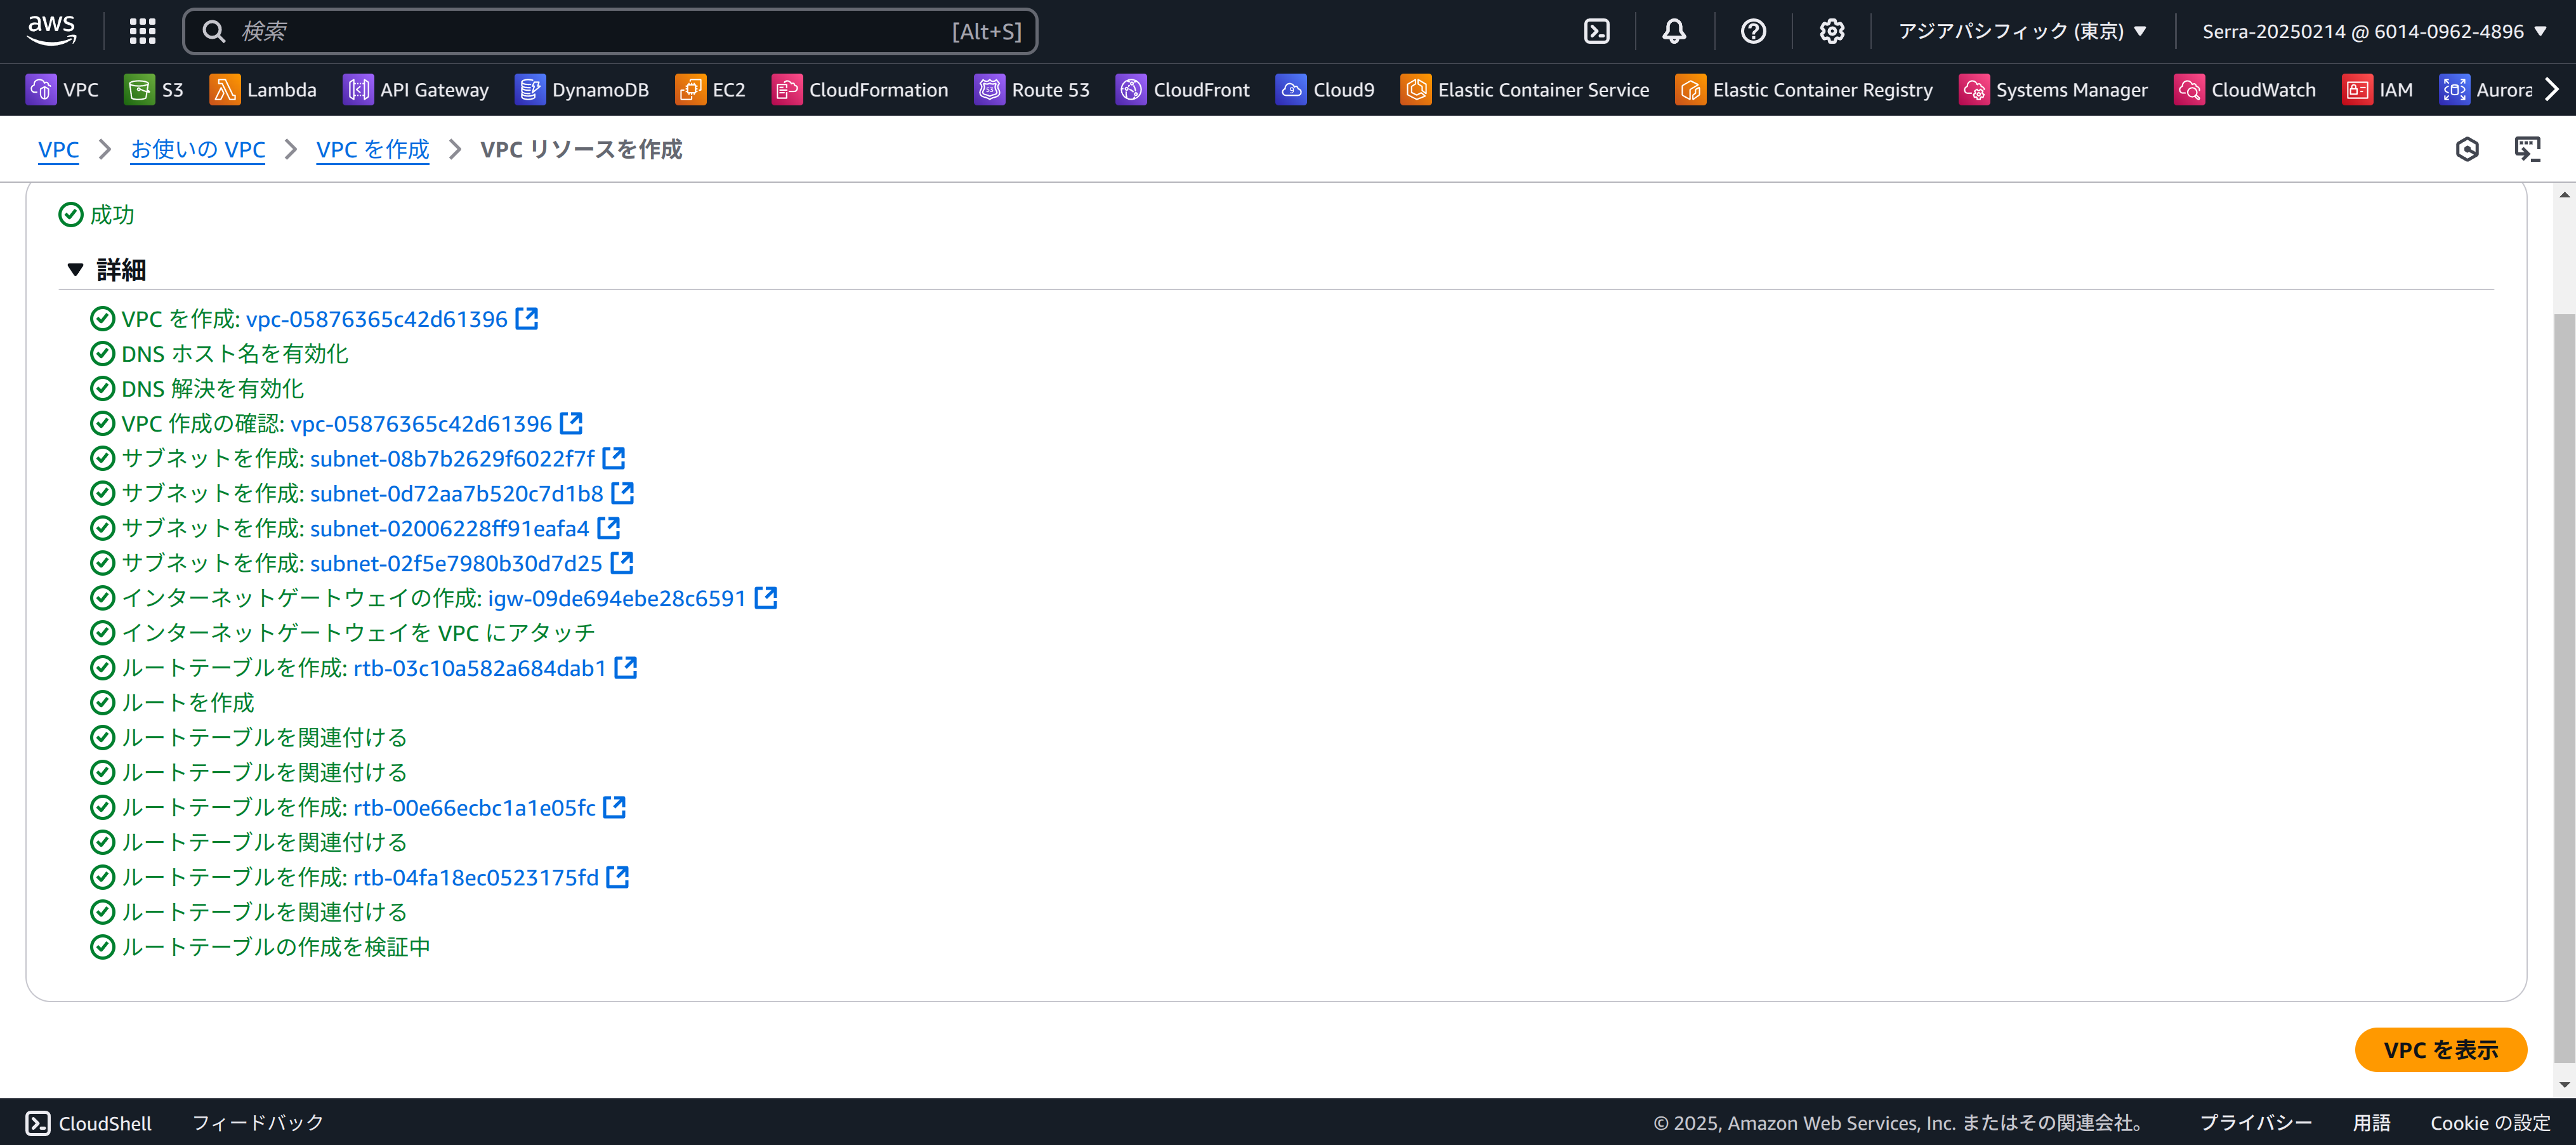 aws
検索
[Alt+S]
アジアパシフィック (東京)
Serra-20250214 @ 6014-0962-4896
VPC
S3
Lambda
API Gateway
DynamoDB
EC2
CloudFormation
Route 53
CloudFront
Cloud9
Elastic Container Service
Elastic Container Registry
Systems Manager
CloudWatch
IAM
Aurora
VPC
お使いの VPC
VPC を作成
VPC リソースを作成
成功
詳細
VPC を作成: vpc-05876365c42d61396
DNS ホスト名を有効化
DNS 解決を有効化
VPC 作成の確認: vpc-05876365c42d61396
サブネットを作成: subnet-08b7b2629f6022f7f
サブネットを作成: subnet-0d72aa7b520c7d1b8
サブネットを作成: subnet-02006228ff91eafa4
サブネットを作成: subnet-02f5e7980b30d7d25
インターネットゲートウェイの作成: igw-09de694ebe28c6591
インターネットゲートウェイを VPC にアタッチ
ルートテーブルを作成: rtb-03c10a582a684dab1
ルートを作成
ルートテーブルを関連付ける
ルートテーブルを関連付ける
ルートテーブルを作成: rtb-00e66ecbc1a1e05fc
ルートテーブルを関連付ける
ルートテーブルを作成: rtb-04fa18ec0523175fd
ルートテーブルを関連付ける
ルートテーブルの作成を検証中
VPC を表示
CloudShell
フィードバック
© 2025, Amazon Web Services, Inc. またはその関連会社。
プライバシー
用語
Cookie の設定